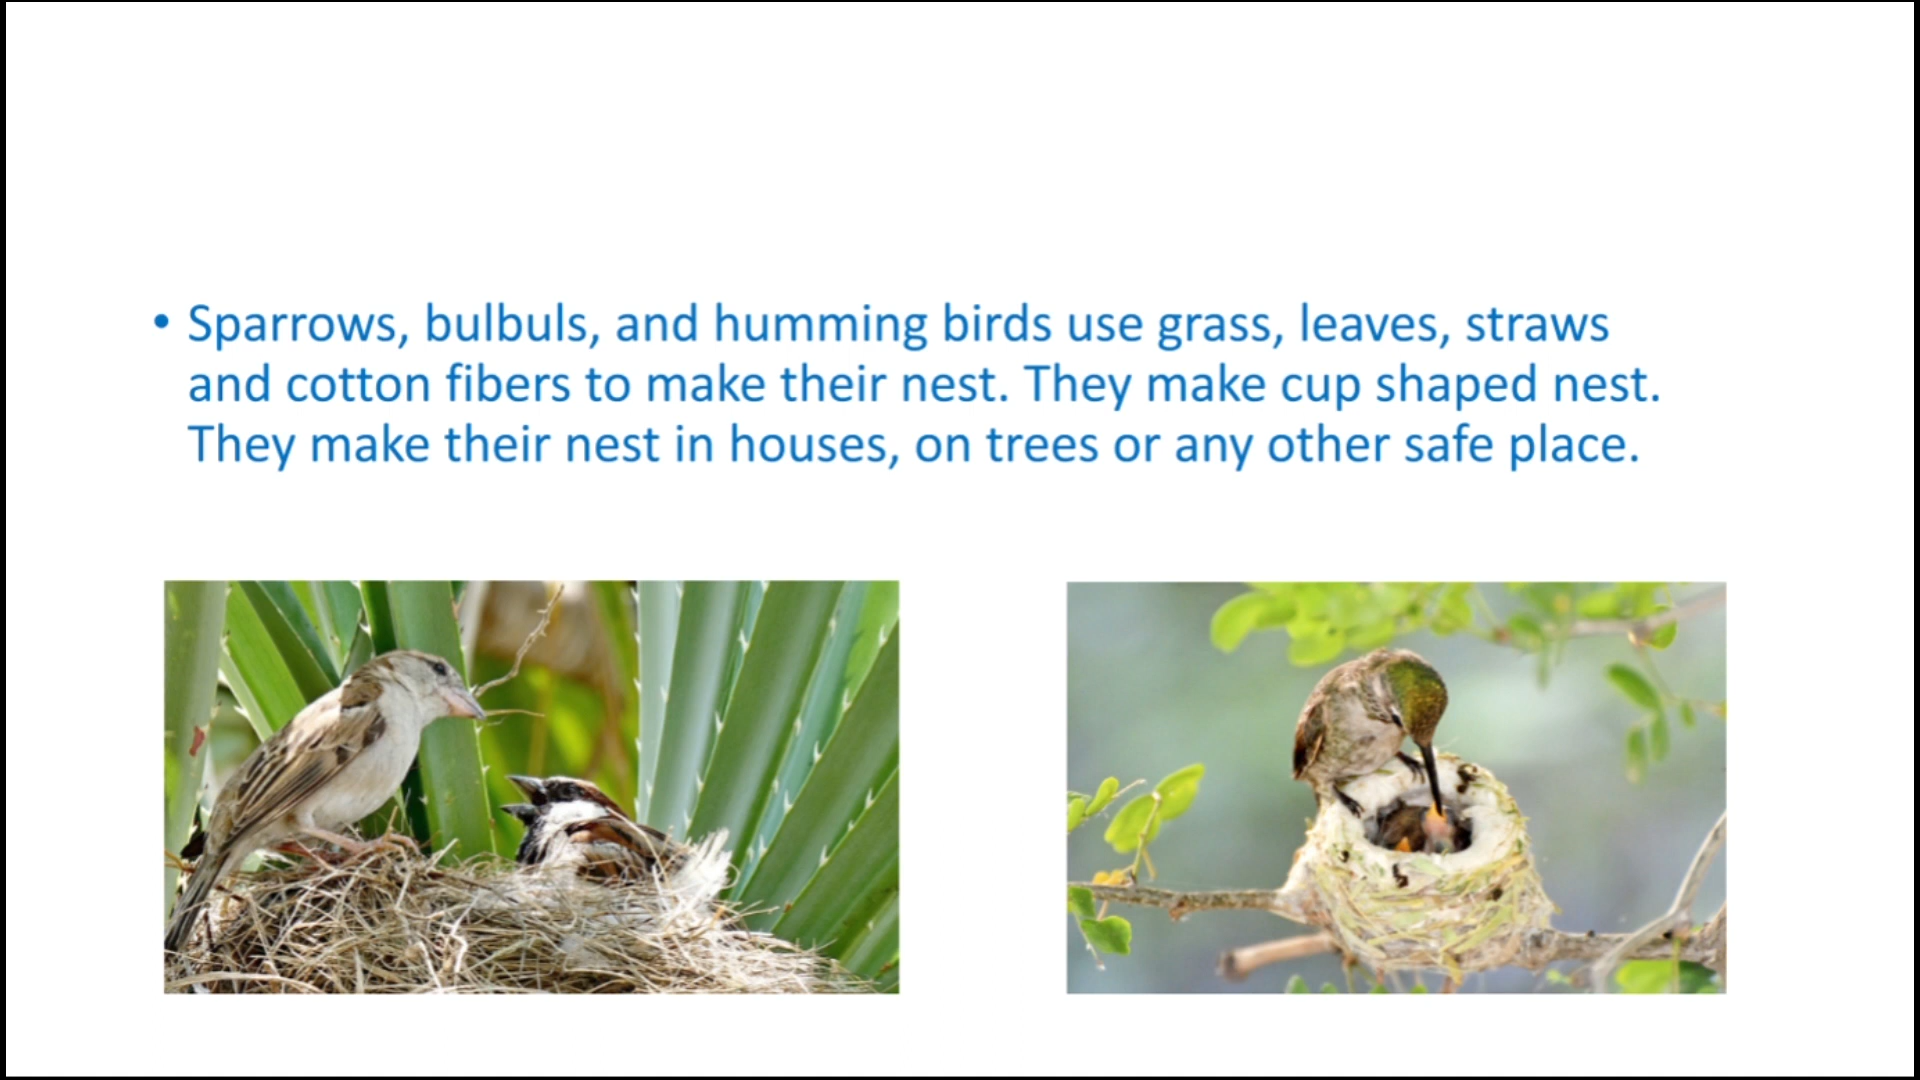 • Sparrows, bulbuls, and humming birds use grass, leaves, straws
and cotton fibers to make their nest. They make cup shaped nest.
They make their nest in houses, on trees or any other safe place.